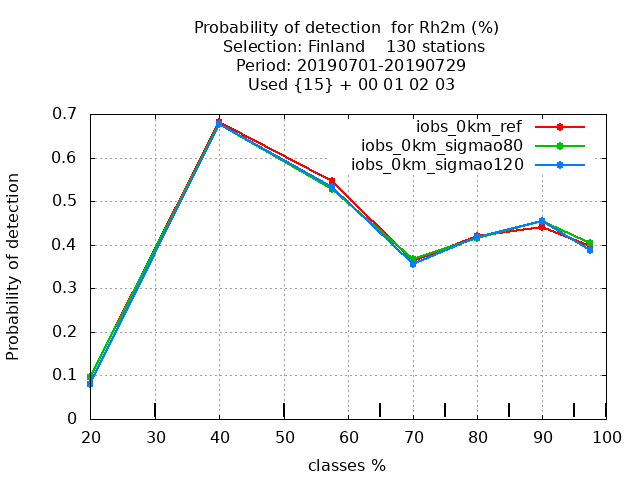 Probability of detection for Rh2m (%)
Selection: Finland 130 stations
Period: 20190701-20190729
Used {15} + 00 01 02 03
iobs_0km_ref
iobs_0km_sigmao80
iobs_0km_sigmao120
Probability of detection
0.7
0.6
0.5
0.4
0.3
0.2
0.1
0
20 30 40 50 60 70 80 90 100
classes %